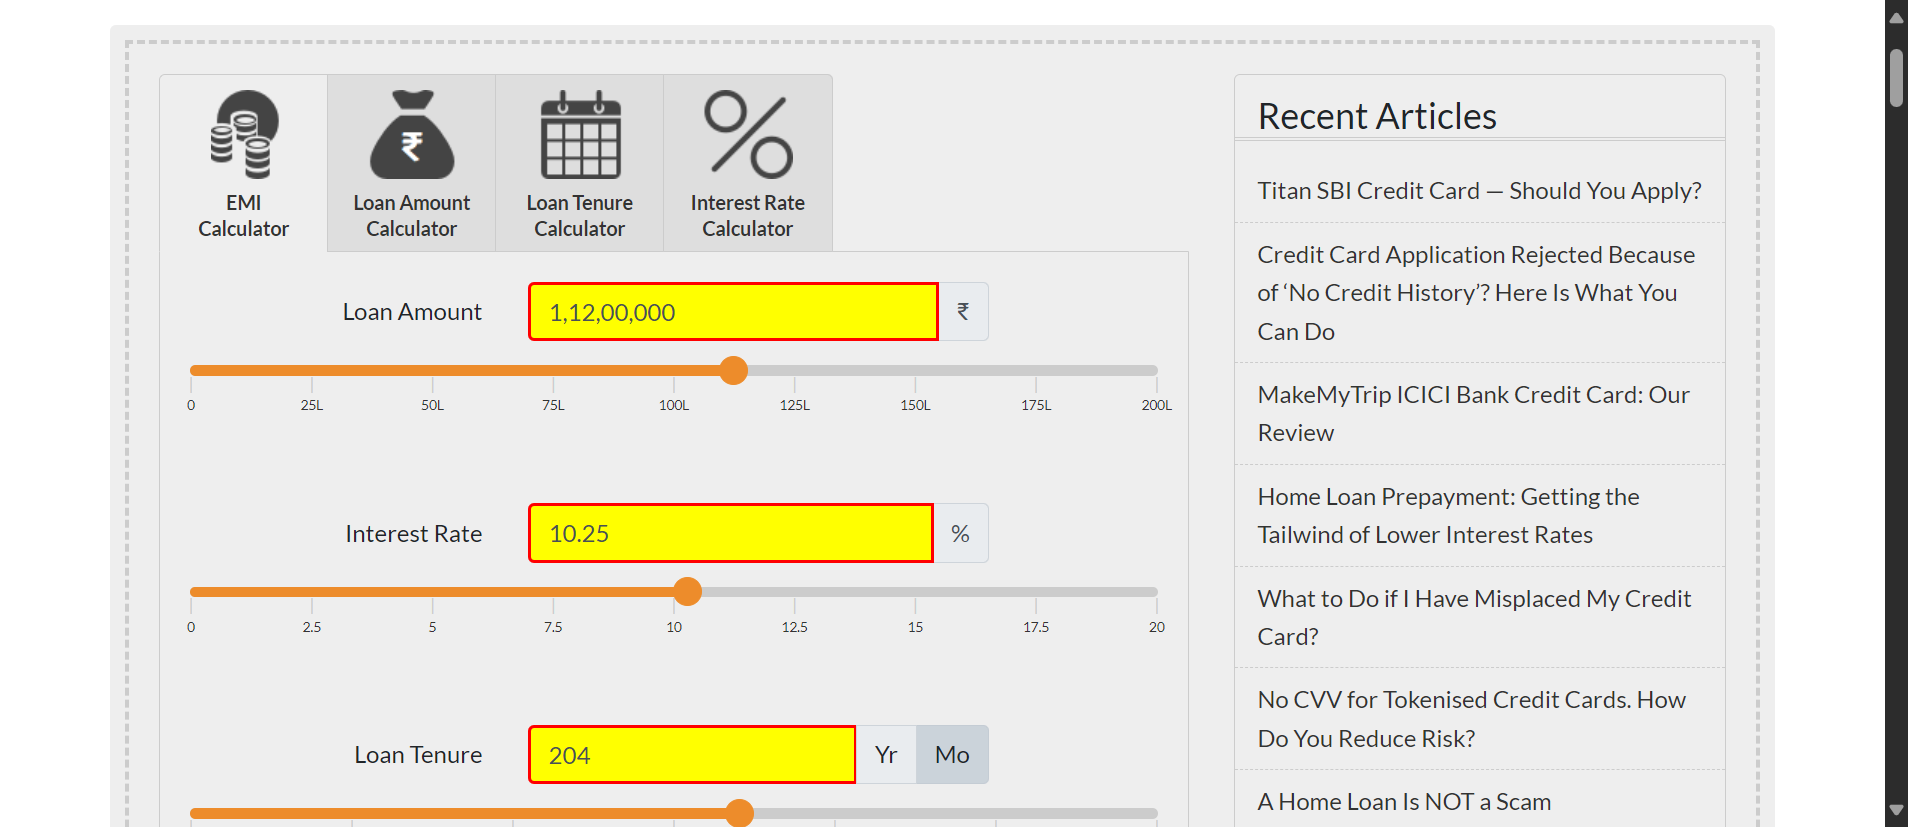 EMI
Calculator
₹
Loan Amount
Calculator
Loan Tenure
Calculator
Interest Rate
Calculator
Loan Amount
1,12,00,000
₹
0
25L
50L
75L
100L
125L
150L
175L
200L
Interest Rate
10.25
%
0
2.5
5
7.5
10
12.5
15
17.5
20
Loan Tenure
204
Yr
Mo
Recent Articles
Titan SBI Credit Card — Should You Apply?
Credit Card Application Rejected Because
of ‘No Credit History’? Here Is What You
Can Do
MakeMyTrip ICICI Bank Credit Card: Our
Review
Home Loan Prepayment: Getting the
Tailwind of Lower Interest Rates
What to Do if I Have Misplaced My Credit
Card?
No CVV for Tokenised Credit Cards. How
Do You Reduce Risk?
A Home Loan Is NOT a Scam